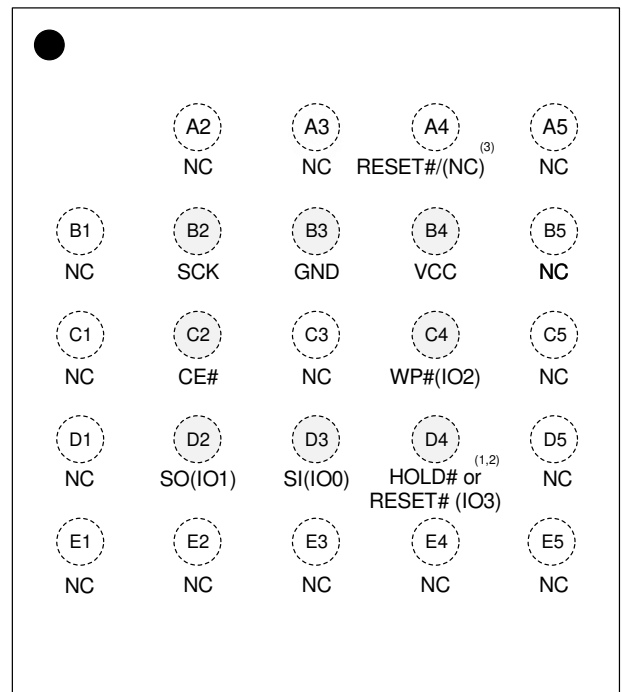 A2 A3 A4 A5
(3)
NC NC RESET#/(NC) NC
B1 B2 B3 B4 B5
NC SCK GND VCC NC
C1 C2 C3 C4 C5
NC CE# NC WP#(IO2) NC
D1 D2 D3 D4 D5
(1,2)
NC SO(IO1) SI(IO0) HOLD# or NC
RESET# (IO3)
E1 E2 E3 E4 E5
NC NC NC NC NC